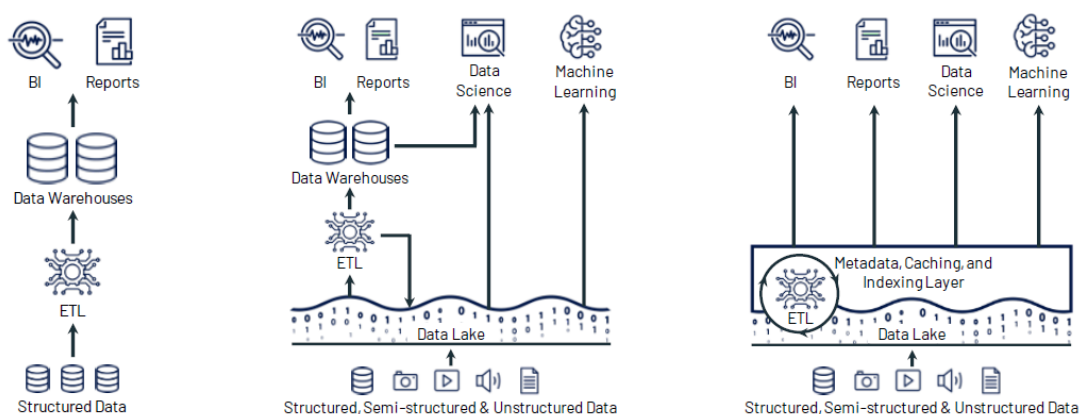 BI
Reports
Data Warehouses
ETL
Structured Data
BI
Reports
Data
Science
Machine
Learning
Data Warehouses
ETL
Data Lake
Structured, Semi-structured & Unstructured Data
BI
Reports
Data
Science
Machine
Learning
Metadata, Caching, and
Indexing Layer
ETL
Data Lake
Structured, Semi-structured & Unstructured Data